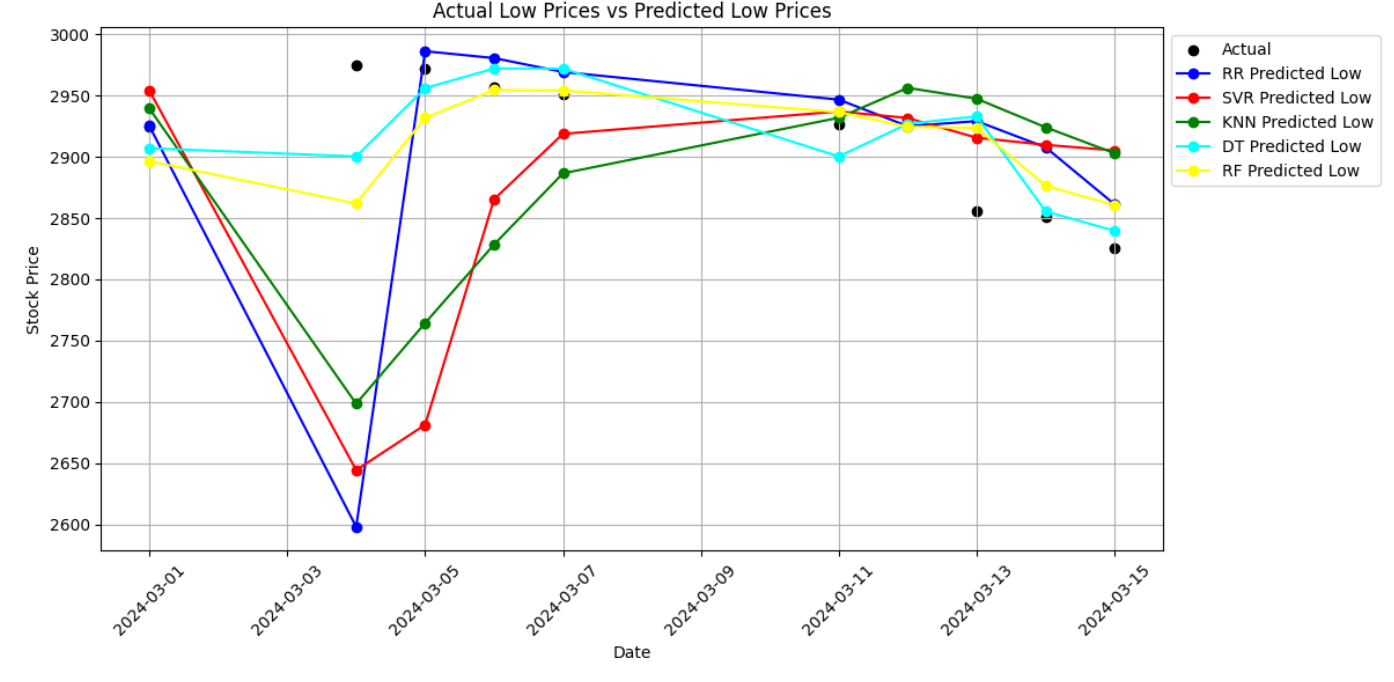 Actual Low Prices vs Predicted Low Prices
3000
2950
2900
2850
2800
2750
2700
2650
2600
Stock Price
2024-03-01
2024-03-03
2024-03-05
2024-03-07
2024-03-09
2024-03-11
2024-03-13
2024-03-15
Date
Actual
RR Predicted Low
SVR Predicted Low
KNN Predicted Low
DT Predicted Low
RF Predicted Low